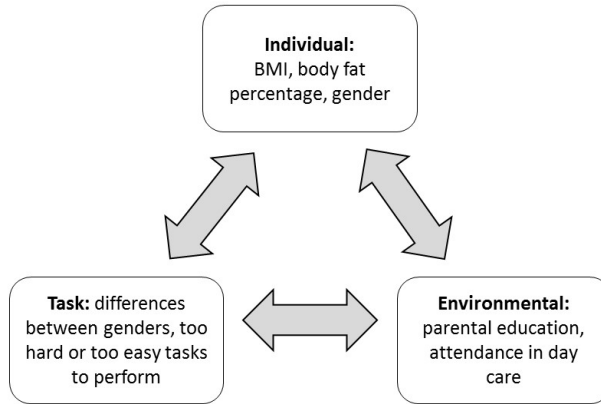 Individual:
BMI, body fat
percentage, gender
Task: differences
between genders, too
hard or too easy tasks
to perform
Environmental:
parental education,
attendance in day
care